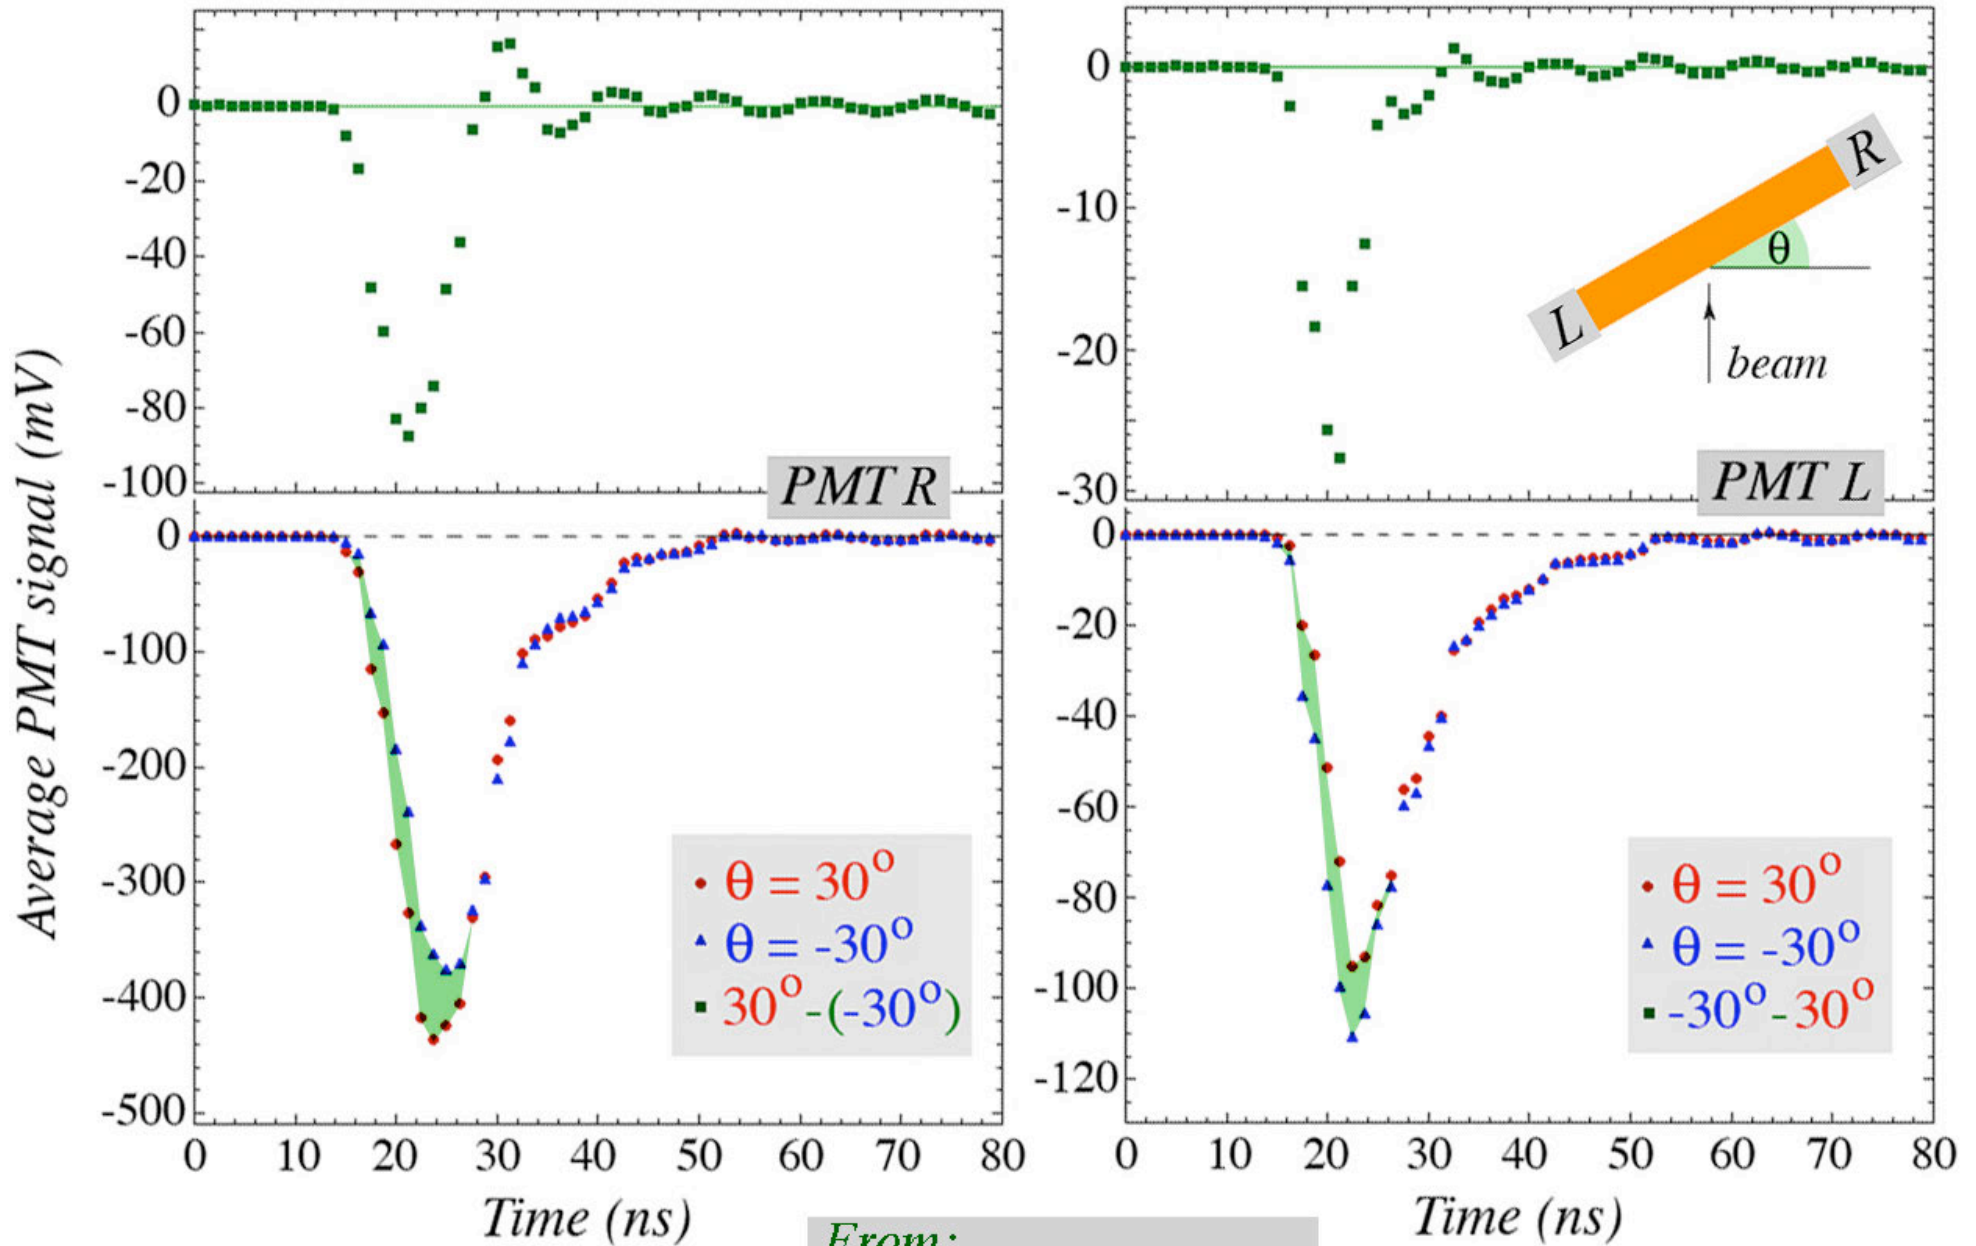 Average PMT signal (mV)
0
-20
-40
-60
-80
-100
PMT R
0
-10
-20
-30
R
θ
L
beam
PMT L
0
-100
-200
-300
-400
-500
θ = 30°
θ = -30°
30°-(-30°)
0 10 20 30 40 50 60 70 80
Time (ns)
0
-20
-40
-60
-80
-100
-120
θ = 30°
θ = -30°
-30°-30°
0 10 20 30 40 50 60 70 80
Time (ns)
From: